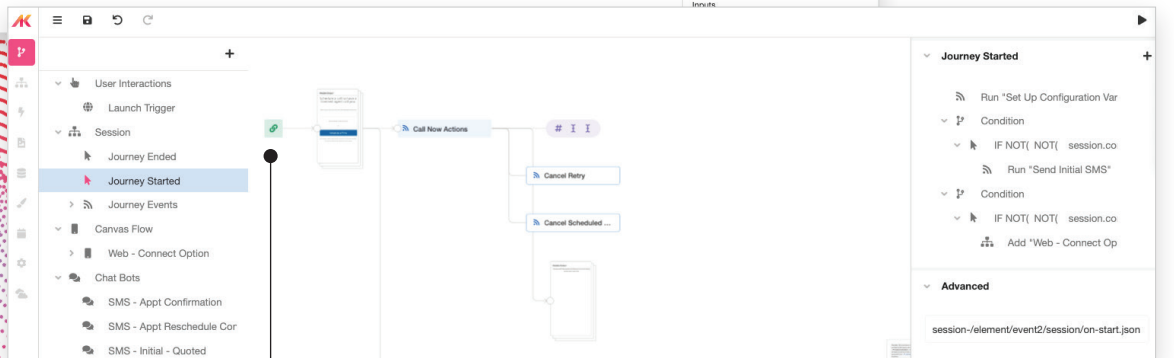 Inputs
User Interactions
Launch Trigger
Session
Journey Ended
Journey Started
Journey Events
Canvas Flow
Web - Connect Option
Chat Bots
SMS - Appt Confirmation
SMS - Appt Reschedule Cor
SMS - Initial - Quoted
Call Now Actions
Cancel Retry
Cancel Scheduled ...
Journey Started
Run "Set Up Configuration Var
Condition
IF NOT( NOT( session.co
Run "Send Initial SMS"
Condition
IF NOT( NOT( session.co
Add "Web - Connect Op
Advanced
session-/element/event2/session/on-start.json